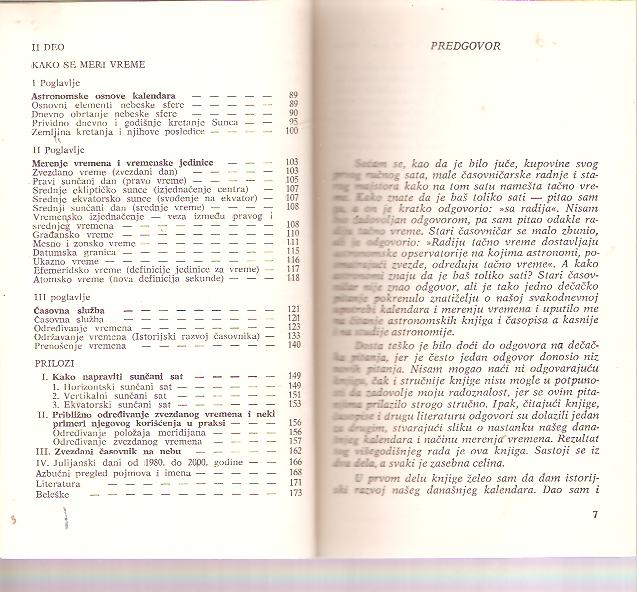 II DEO
KAKO SE MERI VREME
I Poglavlje
Astronomske osnove kalendara — — — — — 89
Osnovni elementi nebeske sfere — — — — 89
Dnevno obrtanje nebeske sfere — — — — 90
Prividno dnevno i godišnje kretanje Sunca — — 95
Zemljina kretanja i njihove posledice — — — — 100
II Poglavlje
Merenje vremena i vremenske jedinice — — — 103
Zvezdano vreme (zvezdani dan) — — — — 103
Pravi sunčani dan (pravo vreme) — — — — 105
Srednje ekliptičko sunce (izjednačenje centra) — — 107
Srednje ekvatorsko sunce (svođenje na ekvator) — — 107
Srednji sunčani dan (srednje vreme) — — — — 108
Vremensko izjednačenje — veza između pravog i
srednjeg vremena — — — — — — — 108
Građansko vreme — — — — — — — 110
Mesno i zonsko vreme — — — — — — 111
Datumska granica — — — — — — — 115
Ukazno vreme — — — — — — — — 116
Efemeridsko vreme (definicije jedinice za vreme) — 117
Atomsko vreme (nova definicija sekunde) — — — 118
III poglavlje
Časovna služba — — — — — — — — 121
Časovna služba — — — — — — — — 121
Određivanje vremena — — — — — — — 123
Održavanje vremena (Istorijski razvoj časovnika) — — 133
Prenošenje vremena — — — — — — — 140
PRILOZI
I. Kako napraviti sunčani sat — — — — — 149
1. Horizontski sunčani sat — — — — — 149
2. Vertikalni sunčani sat — — — — — 151
3. Ekvatorski sunčani sat — — — — — 153
II. Približno određivanje zvezdanog vremena i neki
primeri njegovog korišćenja u praksi — — — 156
Određivanje položaja meridijana — — — — 156
Određivanje zvezdanog vremena — — — — 157
III. Zvezdani časovnik na nebu — — — — — 162
IV. Julijanski dani od 1980. do 2000. godine — — 166
Azbučni pregled pojmova i imena — — — — 168
Literatura — — — — — — — — 171
Beleške — — — — — — — — — 173
PREDGOVOR
Sećam se, kao da je bilo juče, kupovine svog
prvog ručnog sata, male časovničarske radnje i sta-
rog majstora kako na tom satu namešta tačno vre-
me. Kako znate da je baš toliko sati — pitao sam
ga, a on je kratko odgovorio: »sa radija«. Nisam
bio zadovoljan odgovorom, pa sam pitao odakle ra-
diju tačno vreme. Stari časovničar se malo zbunio,
ali je odgovorio: »Radiju tačno vreme dostavljaju
astronomske opservatorije na kojima astronomi, po-
smatrajući zvezde, određuju tačno vreme«. A kako
astronomi znaju da je baš toliko sati? Stari časov-
ničar nije znao odgovor, ali je tako jedno dečačko
pitanje pokrenulo znatiželju o našoj svakodnevnoj
upotrebi kalendara i merenju vremena i uputilo me
na čitanje astronomskih knjiga i časopisa a kasnije
i na studije astronomije.
Dosta teško je bilo doći do odgovora na dečač-
ka pitanja, jer je često jedan odgovor donosio niz
novih pitanja. Nisam mogao naći ni odgovarajuću
knjigu, čak i stručnije knjige nisu mogle u potpuno-
sti da zadovolje moju radoznalost, jer se ovim pita-
njima prilazilo strogo stručno. Ipak, čitajući knjige,
časopise i drugu literaturu odgovori su dolazili jedan
za drugim, stvarajući sliku o nastanku našeg dana-
šnjeg kalendara i načinu merenja vremena. Rezultat
tog višegodišnjeg rada je ova knjiga. Sastoji se iz
dva dela, a svaki je zasebna celina.
U prvom delu knjige želeo sam da dam istorij-
ski razvoj našeg današnjeg kalendara. Dao sam i
7